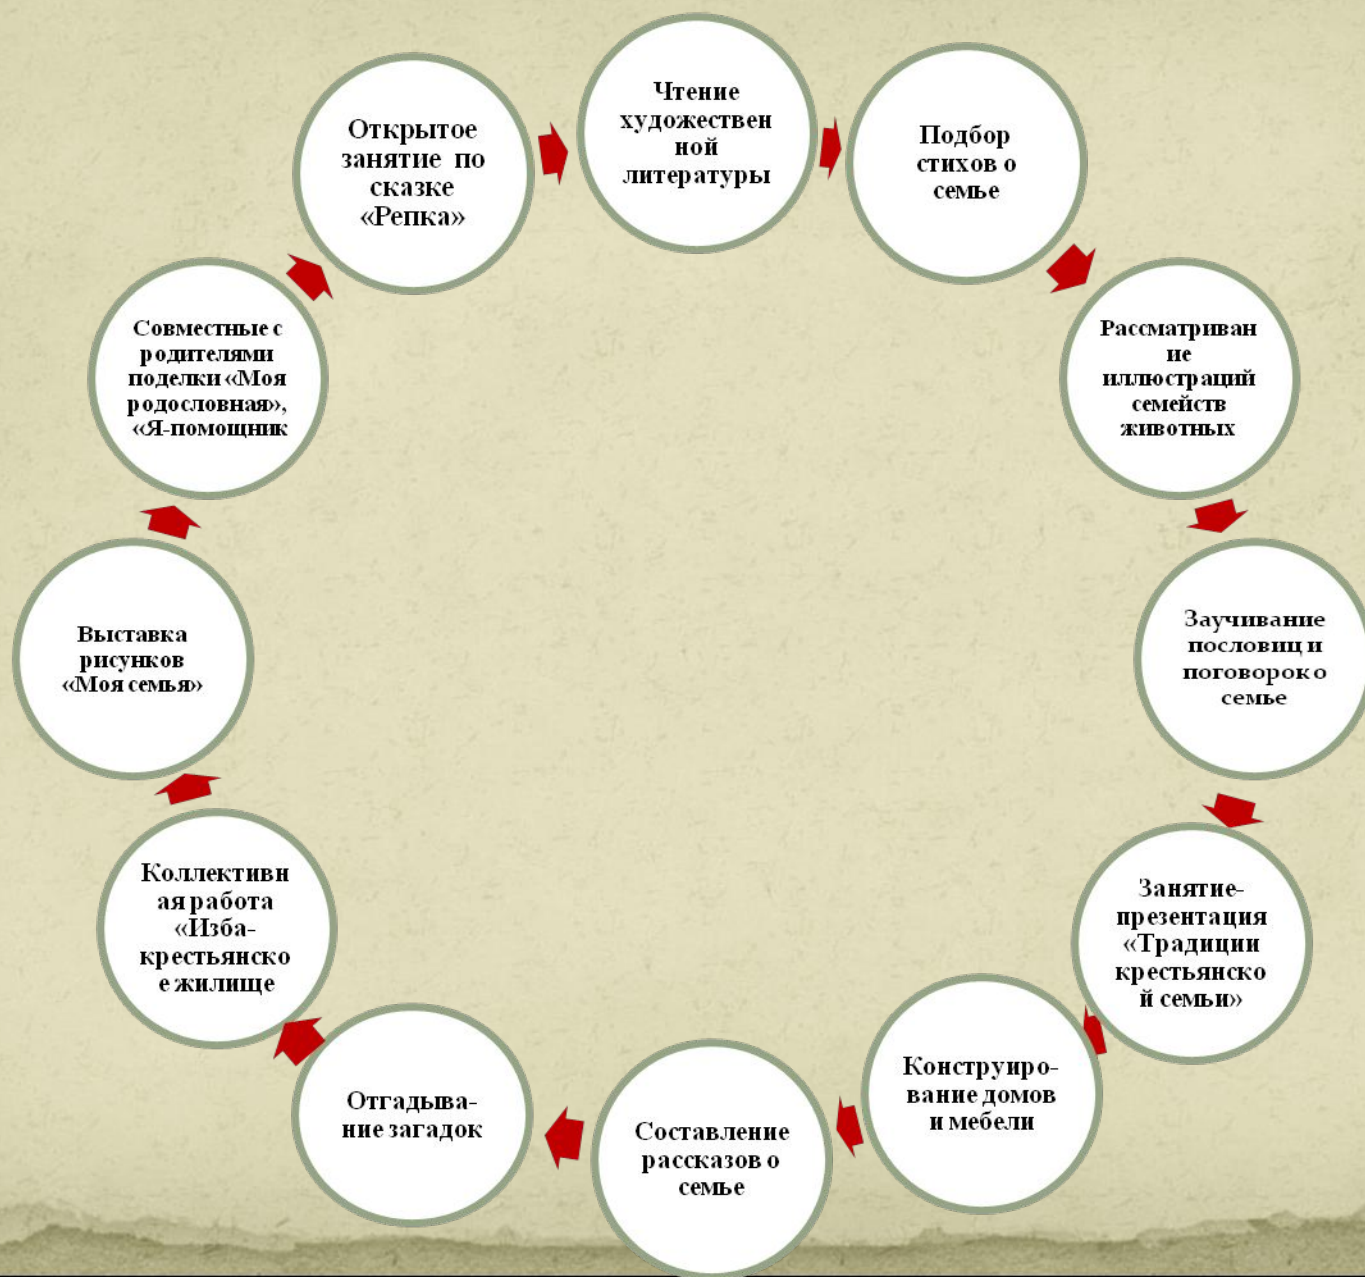 Чтение
художествен
ной
литературы
Подбор
стихов о
семье
Рассматриван
ие
иллюстраций
семейств
животных
Заучивание
пословиц и
поговорок о
семье
Занятие-
презентация
«Традиции
крестьянско
й семьи»
Конструиро-
вание домов
и мебели
Составление
рассказов о
семье
Отгадыва-
ние загадок
Коллективн
ая работа
«Изба-
крестьянско
е жилище
Выставка
рисунков
«Моя семья»
Совместные с
родителями
поделки «Моя
родословная»,
«Я-помощник
Открытое
занятие по
сказке
«Репка»